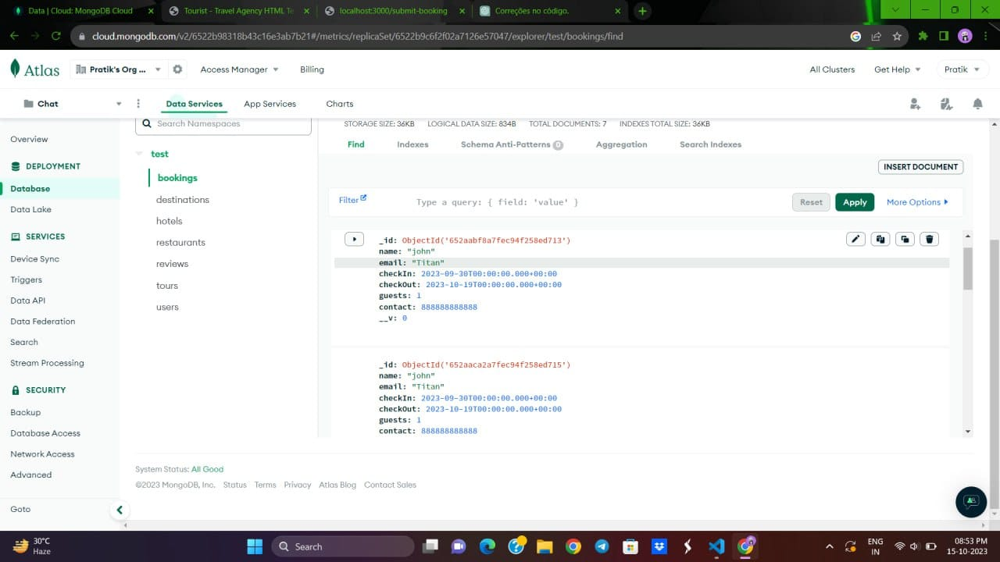 Data | Cloud: MongoDB Cloud
Tourist - Travel Agency HTML Te
localhost:3000/submit-booking
Correções no código.
cloud.mongodb.com/v2/6522b98318b43c16e3ab7b21#/metrics/replicaSet/6522b9c6f2f02a7126e57047/explorer/test/bookings/find
Atlas
Pratik's Org ...
Access Manager
Billing
All Clusters
Get Help
Pratik
Chat
Data Services
App Services
Charts
Overview
DEPLOYMENT
Database
Data Lake
SERVICES
Device Sync
Triggers
Data API
Data Federation
Search
Stream Processing
SECURITY
Backup
Database Access
Network Access
Advanced
Goto
Search Namespaces
test
bookings
destinations
hotels
restaurants
reviews
tours
users
STORAGE SIZE: 36KB LOGICAL DATA SIZE: 834B TOTAL DOCUMENTS: 7 INDEXES TOTAL SIZE: 36KB
Find
Indexes
Schema Anti-Patterns 0
Aggregation
Search Indexes
INSERT DOCUMENT
Filter
Type a query: { field: 'value' }
Reset
Apply
More Options
_id: ObjectId('652aabf8a7fec94f258ed713')
name: "john"
email: "Titan"
checkIn: 2023-09-30T00:00:00.000+00:00
checkOut: 2023-10-19T00:00:00.000+00:00
guests: 1
contact: 888888888888
__v: 0
_id: ObjectId('652aaca2a7fec94f258ed715')
name: "john"
email: "Titan"
checkIn: 2023-09-30T00:00:00.000+00:00
checkOut: 2023-10-19T00:00:00.000+00:00
guests: 1
contact: 888888888888
System Status: All Good
©2023 MongoDB, Inc. Status Terms Privacy Atlas Blog Contact Sales
30°C
Haze
Search
ENG
IN
08:53 PM
15-10-2023